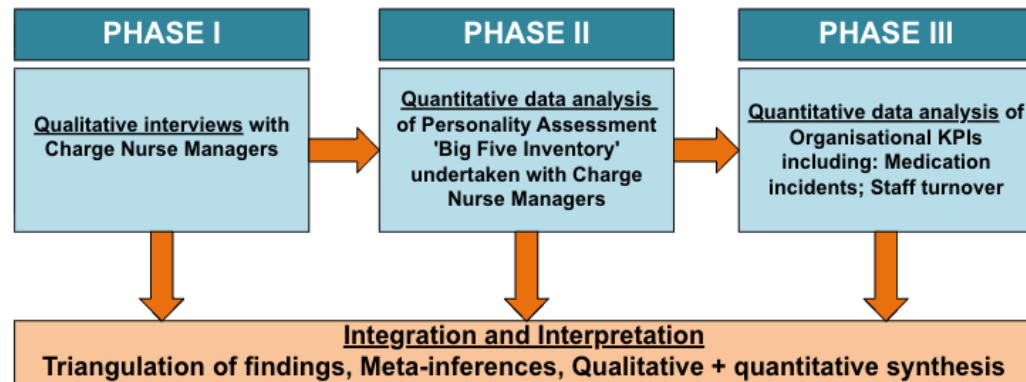 PHASE I
Qualitative interviews with
Charge Nurse Managers
PHASE II
Quantitative data analysis
of Personality Assessment
'Big Five Inventory'
undertaken with Charge
Nurse Managers
PHASE III
Quantitative data analysis of
Organisational KPIs
including: Medication
incidents; Staff turnover
Integration and Interpretation
Triangulation of findings, Meta-inferences, Qualitative + quantitative synthesis